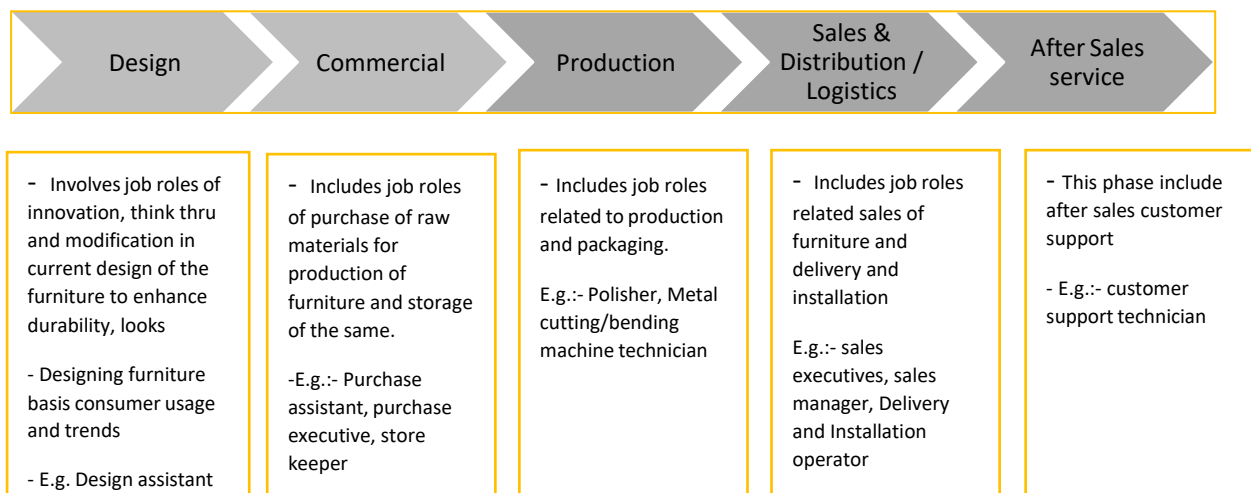 Design
Commercial
Production
Sales &
Distribution /
Logistics
After Sales
service
- Involves job roles of
innovation, think thru
and modification in
current design of the
furniture to enhance
durability, looks
- Designing furniture
basis consumer usage
and trends
- E.g. Design assistant
- Includes job roles
of purchase of raw
materials for
production of
furniture and storage
of the same.
-E.g.:- Purchase
assistant, purchase
executive, store
keeper
- Includes job roles
related to production
and packaging.
E.g.:- Polisher, Metal
cutting/bending
machine technician
- Includes job roles
related sales of
furniture and
delivery and
installation
E.g.:- sales
executives, sales
manager, Delivery
and Installation
operator
- This phase include
after sales customer
support
- E.g.:- customer
support technician